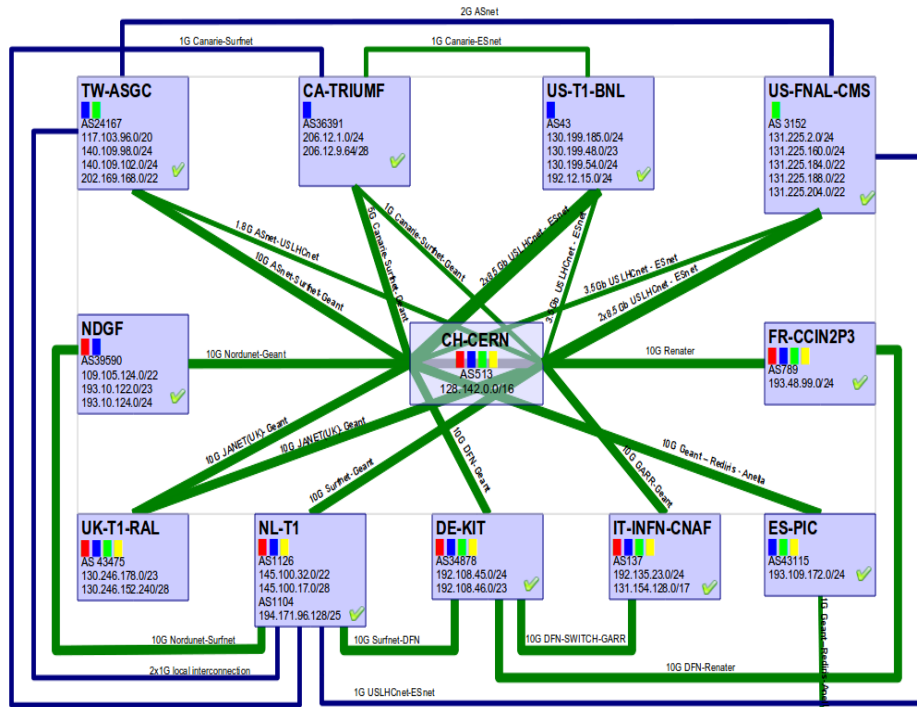 2G ASnet
1G Canarie-Surfnet
1G Canarie-ESnet
TW-ASGC
AS24167
117.103.96.0/20
140.109.98.0/24
140.109.102.0/24
202.169.168.0/22
CA-TRIUMF
AS36391
206.12.1.0/24
206.12.9.64/28
US-T1-BNL
AS43
130.199.185.0/24
130.199.48.0/23
130.199.54.0/24
192.12.15.0/24
US-FNAL-CMS
AS 3152
131.225.2.0/24
131.225.160.0/24
131.225.184.0/22
131.225.188.0/22
131.225.204.0/22
1.8G ASnet-USLHCnet
10G ASnet-Surfnet Geant
5G Canarie-Surfnet-Geant
1G Canarie-Surfnet-Geant
2x8.5Gb USLHCnet - ESnet
Gb USLHCnet - ESnet
3.5Gb USLHCnet - ESnet
2x8.5Gb USLHCnet - ESnet
NDGF
AS39590
109.105.124.0/22
193.10.122.0/23
193.10.124.0/24
10G Nordunet-Geant
CH-CERN
AS513
128.142.0.0/16
10G Renater
FR-CCIN2P3
AS789
193.48.99.0/24
10G JANET(UK)- Geant
10G JANET(UK)- Geant
10G Surfnet-Geant
10G DFN-Geant
10G GARR-Geant
10G Geant – Rediris - Anella
UK-T1-RAL
AS 43475
130.246.178.0/23
130.246.152.240/28
NL-T1
AS1126
145.100.32.0/22
145.100.17.0/28
AS1104
194.171.96.128/25
DE-KIT
AS34878
192.108.45.0/24
192.108.46.0/23
IT-INFN-CNAF
AS137
192.135.23.0/24
131.154.128.0/17
ES-PIC
AS43115
193.109.172.0/24
1G Geant - Rediris-Anella
10G Nordunet-Surfnet
10G Surfnet-DFN
10G DFN-SWITCH-GARR
2x1G local interconnection
10G DFN-Renater
1G USLHCnet-ESnet